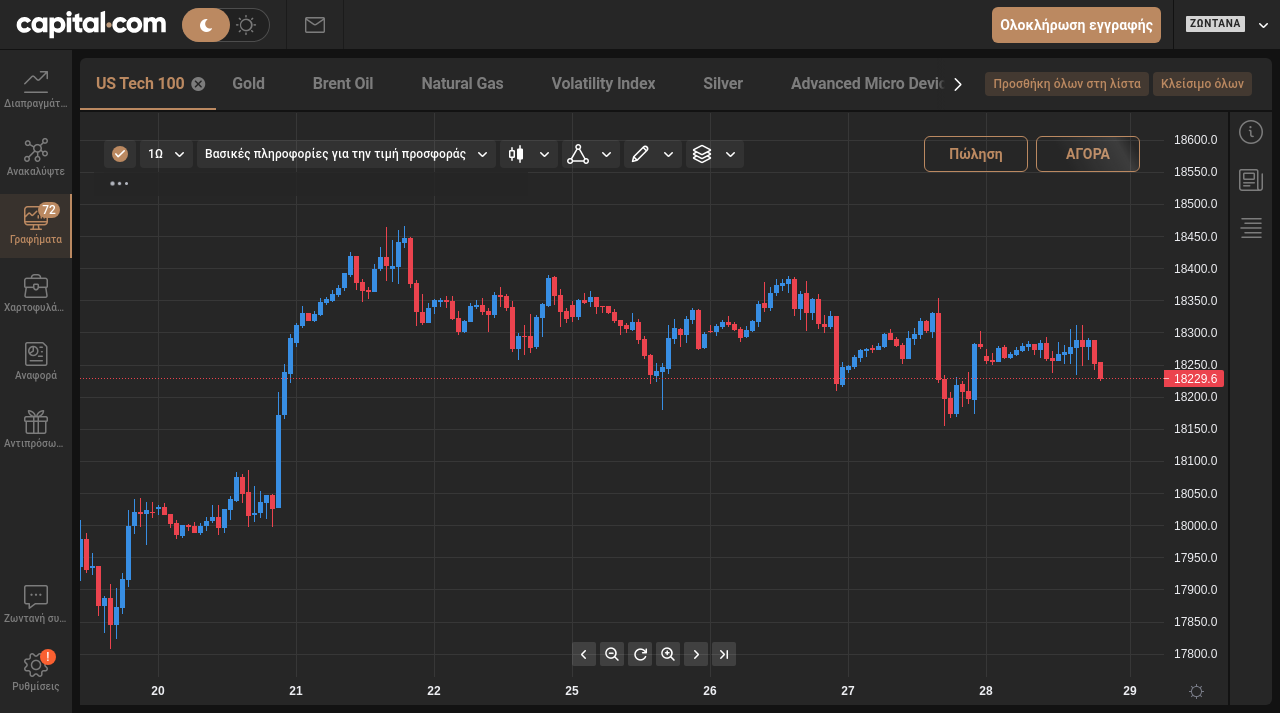 capital.com
Ολοκλήρωση εγγραφής
ΖΩΝΤΑΝΑ
US Tech 100
Gold
Brent Oil
Natural Gas
Volatility Index
Silver
Advanced Micro Devic
Προσθήκη όλων στη λίστα
Κλείσιμο όλων
Διαπραγμάτ...
Ανακαλύψτε
72
Γραφήματα
Χαρτοφυλά...
Αναφορά
Αντιπρόσω...
Ζωντανή συ...
!
Ρυθμίσεις
1Ω
Βασικές πληροφορίες για την τιμή προσφοράς
Πώληση
ΑΓΟΡΑ
18600.0
18550.0
18500.0
18450.0
18400.0
18350.0
18300.0
18250.0
18229.6
18200.0
18150.0
18100.0
18050.0
18000.0
17950.0
17900.0
17850.0
17800.0
20
21
22
25
26
27
28
29